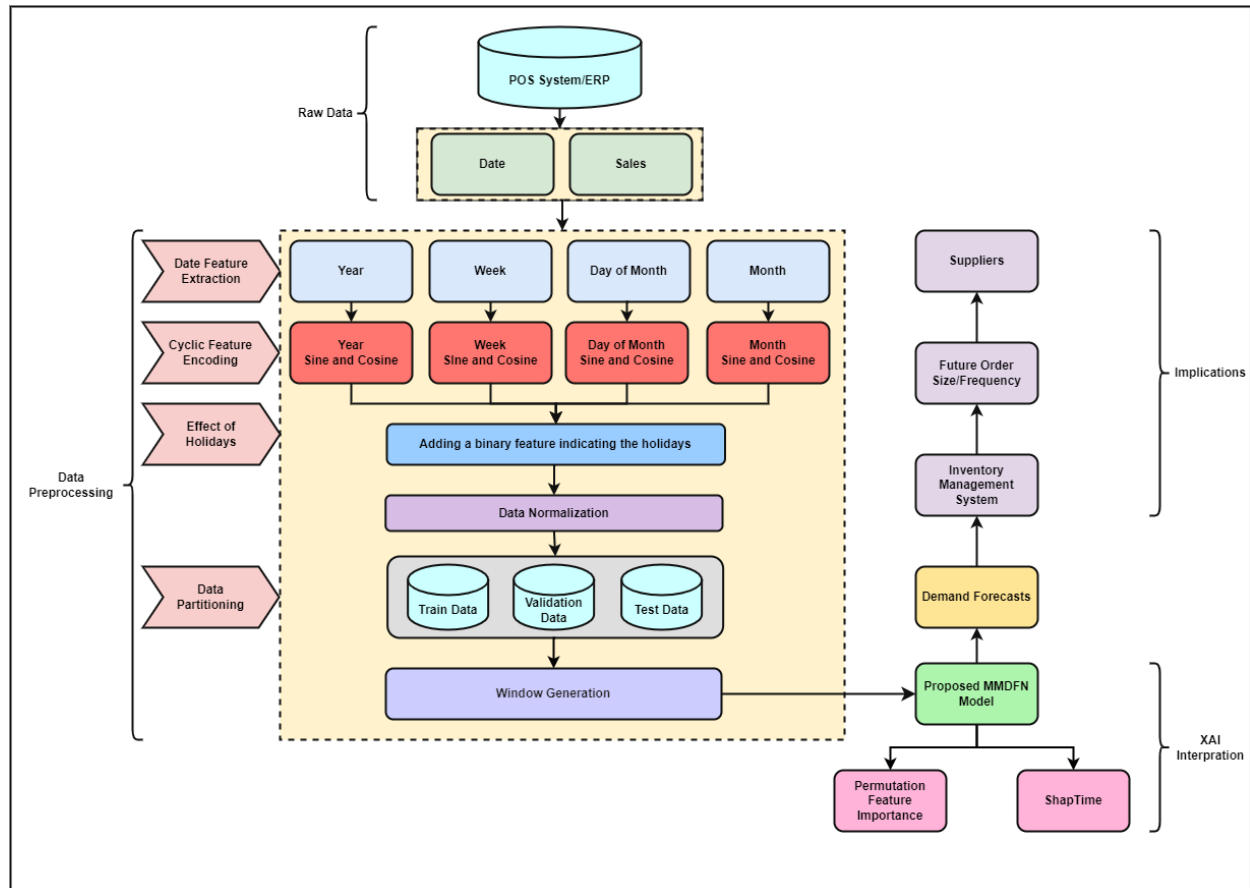 POS System/ERP
Raw Data
Date
Sales
Date Feature
Extraction
Year
Week
Day of Month
Month
Suppliers
Cyclic Feature
Encoding
Year
Sine and Cosine
Week
SIne and Cosine
Day of Month
Sine and Cosine
Month
Sine and Cosine
Future Order
Size/Frequency
Implications
Effect of
Holidays
Adding a binary feature indicating the holidays
Data
Preprocessing
Inventory
Management
System
Data Normalization
Data
Partitioning
Train Data
Validation
Data
Test Data
Demand Forecasts
Window Generation
Proposed MMDFN
Model
XAI
Interpration
Permutation
Feature
Importance
ShapTime